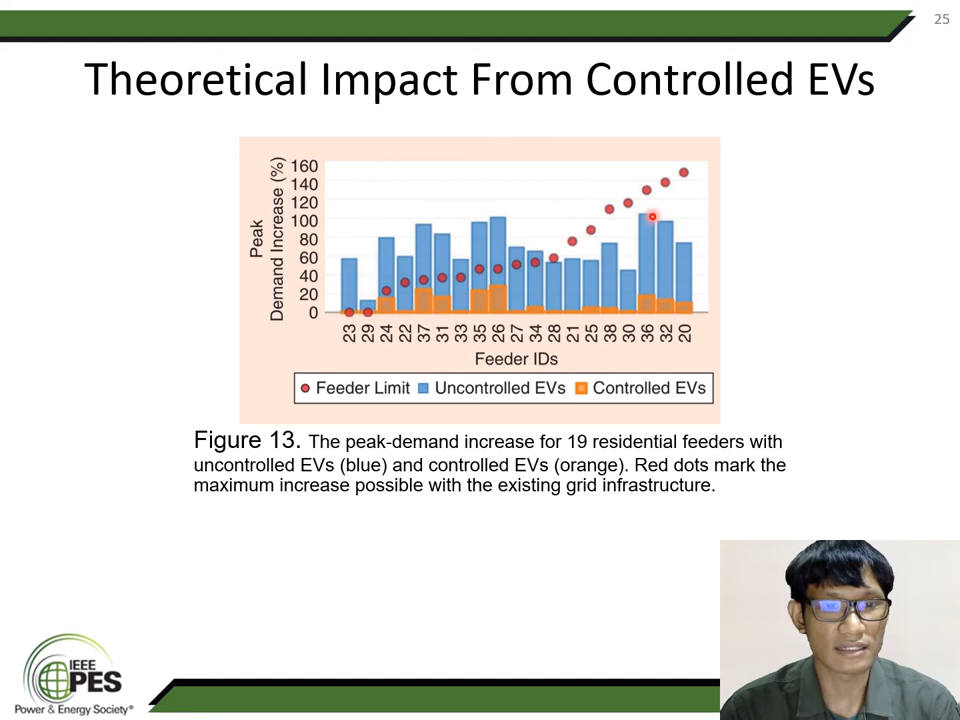 25
Theoretical Impact From Controlled EVs
Peak
Demand Increase (%)
160
140
120
100
80
60
40
20
0
23 29 24 22 37 31 33 35 26 27 34 28 21 25 38 30 36 32 20
Feeder IDs
Feeder Limit Uncontrolled EVs Controlled EVs
Figure 13. The peak-demand increase for 19 residential feeders with
uncontrolled EVs (blue) and controlled EVs (orange). Red dots mark the
maximum increase possible with the existing grid infrastructure.
IEEE
PES
Power & Energy Society®